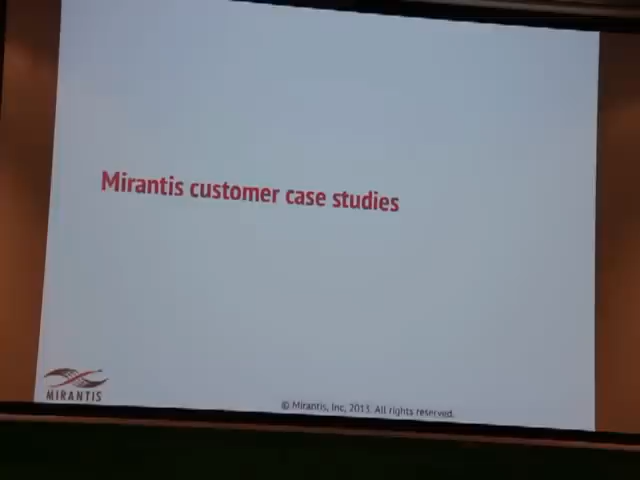 Mirantis customer case studies
MIRANTIS
© Mirantis, Inc, 2013. All rights reserved.